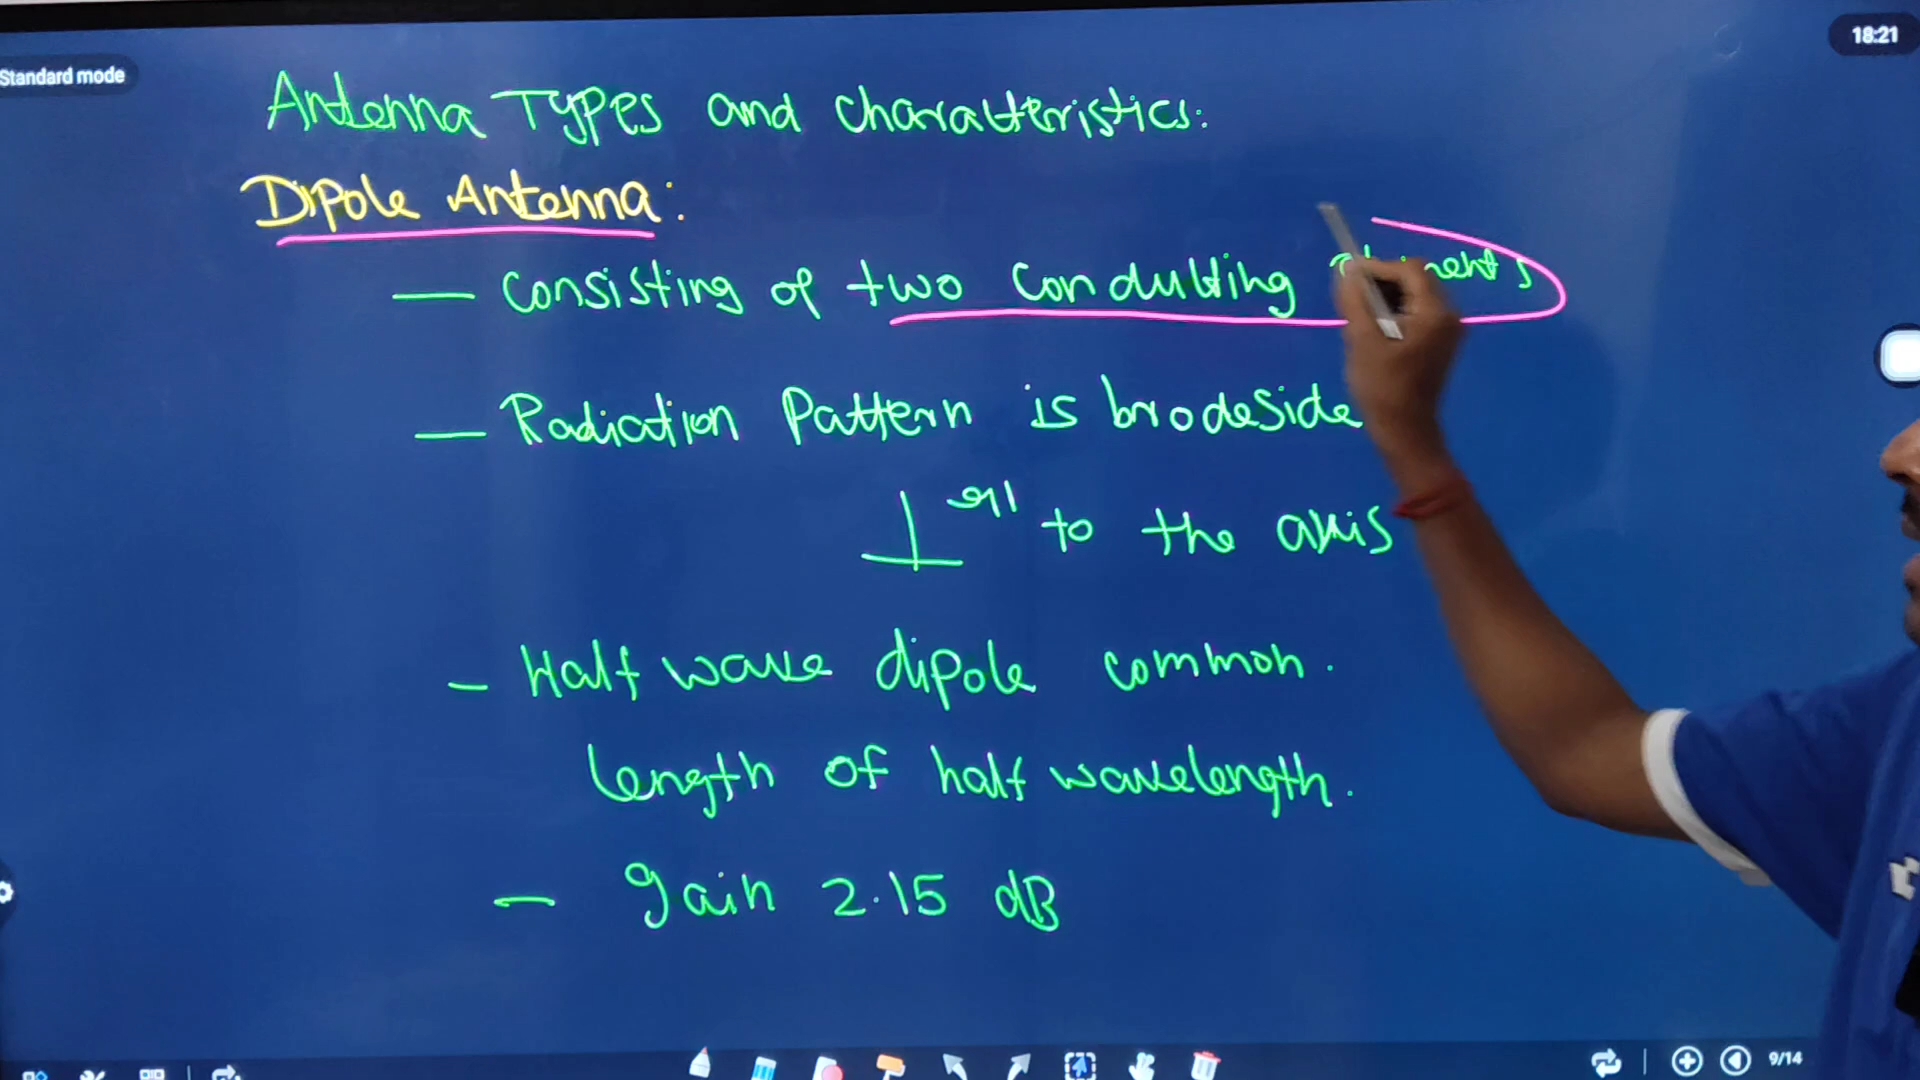 18:21
Standard mode
Antenna Types and characteristics.
Dipole Antenna:
— Consisting of two Conducting
— Radiation Pattern is brodeside
⊥ to the axis
- Half wave dipole common.
length of half wavelength.
- gain 2.15 dB
9/14